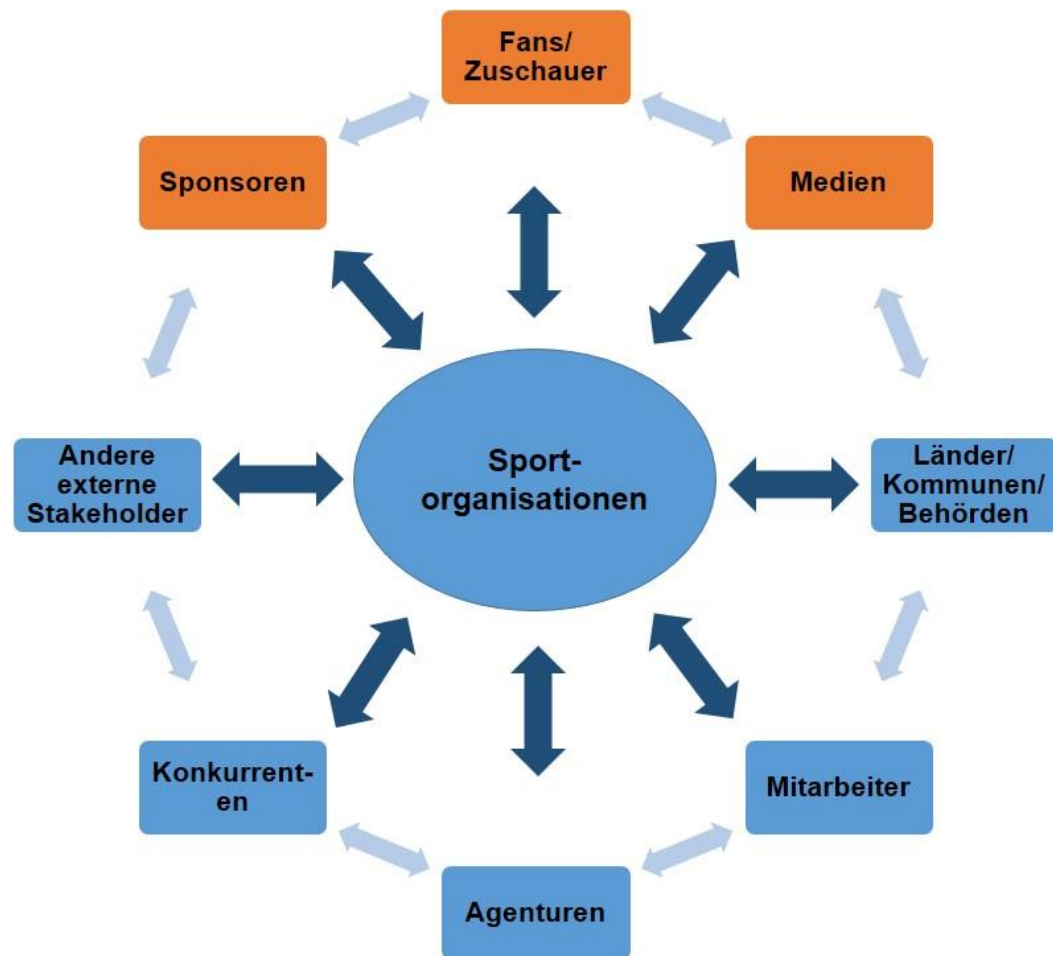 Fans/
Zuschauer
Sponsoren
Medien
Andere
externe
Stakeholder
Sport-
organisationen
Länder/
Kommunen/
Behörden
Konkurrent-
en
Mitarbeiter
Agenturen